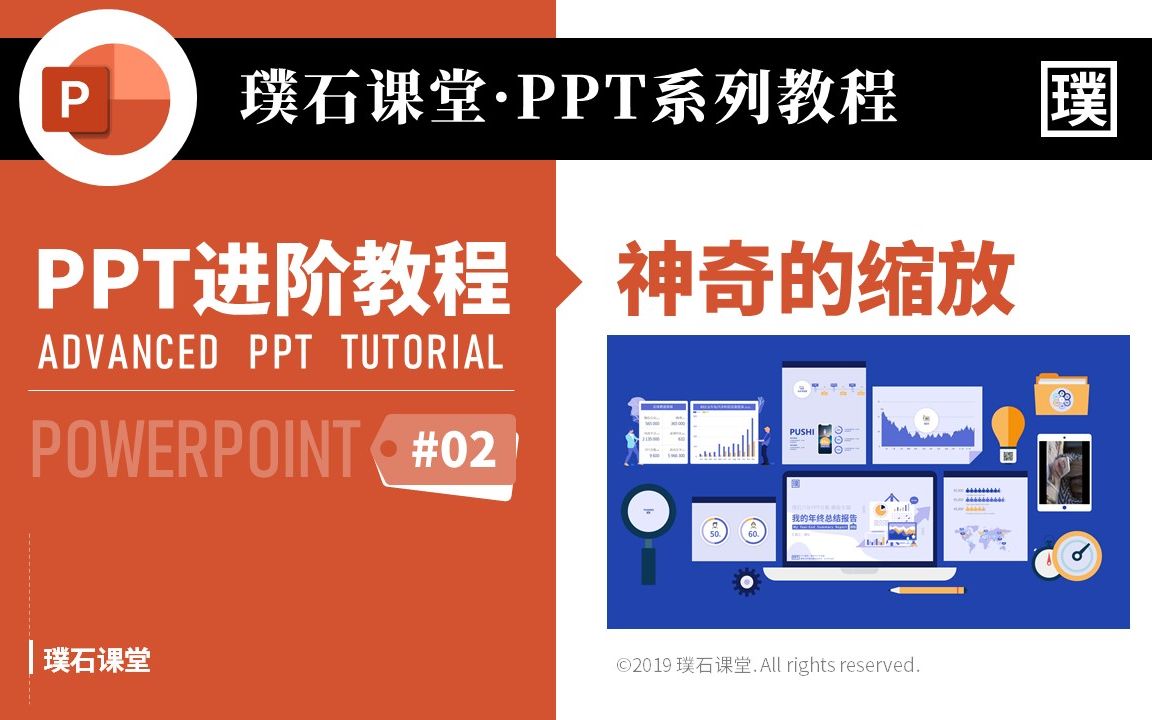 P
璞石课堂·PPT系列教程
璞
PPT进阶教程
ADVANCED PPT TUTORIAL
POWERPOINT
#02
璞石课堂
神奇的缩放
PUSHI
50.
60.
我的年终总结报告
©2019 璞石课堂. All rights reserved.